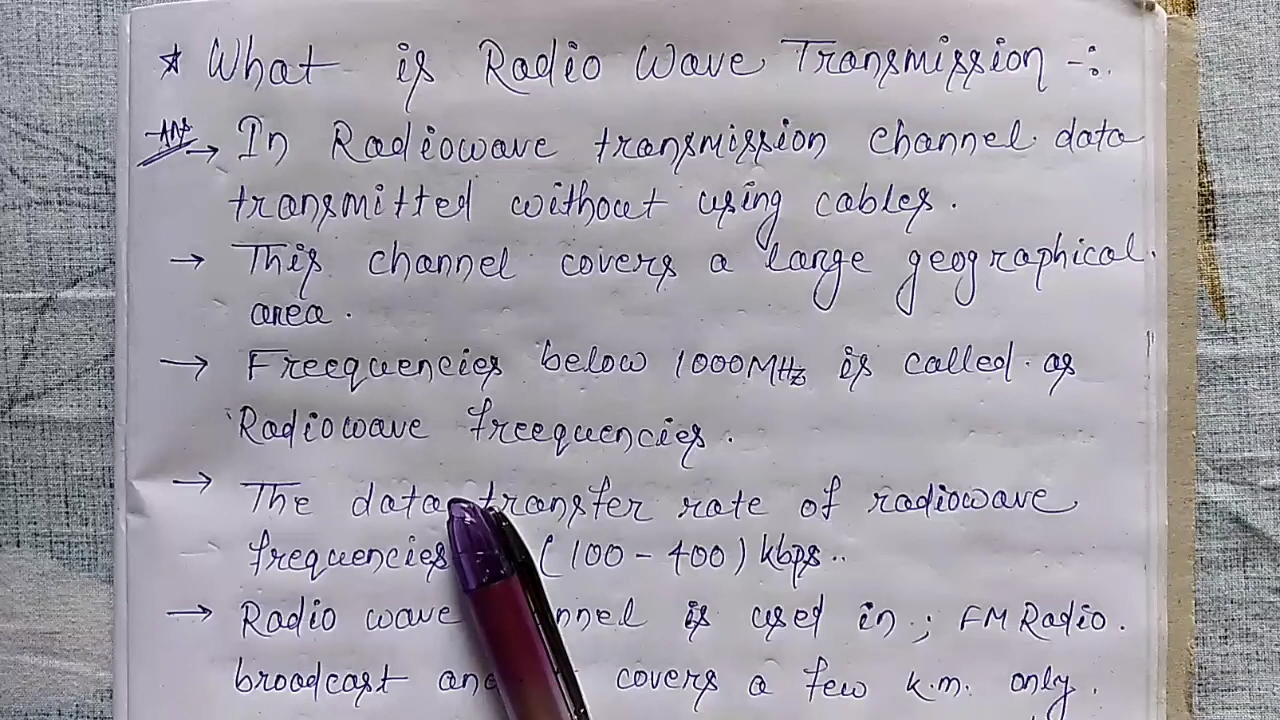 * What is Radio Wave Transmission -:
Ans → In Radiowave transmission channel data
transmitted without using cables.
→ This channel covers a large geographical
area.
→ Freequencies below 1000MHz is called as
Radiowave freequencies.
→ The data transfer rate of radiowave
frequencies (100-400) kbps..
→ Radio wave is used in; FM Radio.
broadcast covers a few k.m. only.